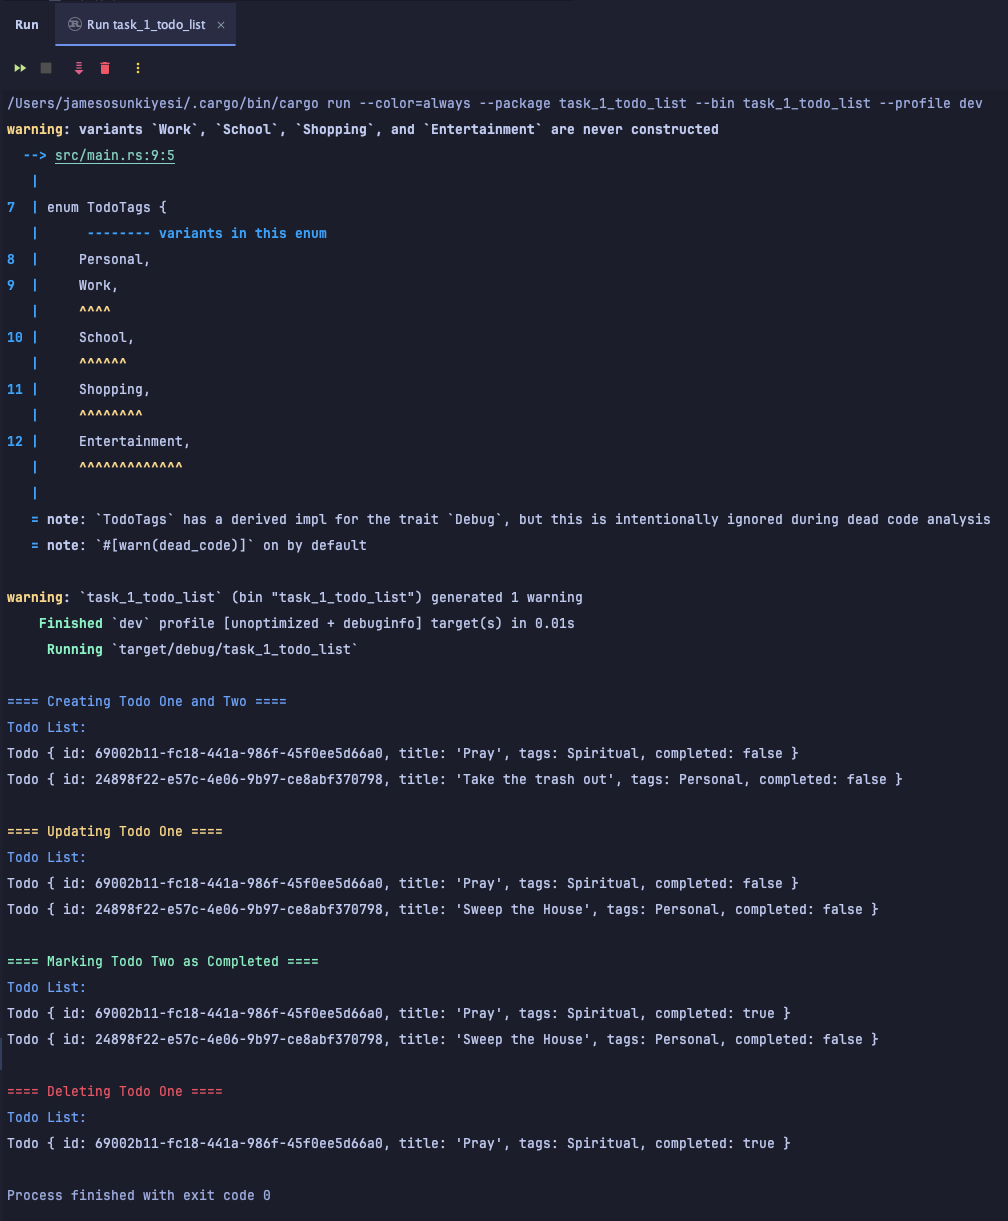 Run
Run task_1_todo_list ×
/Users/jamesosunkiyesi/.cargo/bin/cargo run --color=always --package task_1_todo_list --bin task_1_todo_list --profile dev
warning: variants `Work`, `School`, `Shopping`, and `Entertainment` are never constructed
  --> src/main.rs:9:5
   |
7  | enum TodoTags {
   |      -------- variants in this enum
8  |     Personal,
9  |     Work,
   |     ^^^^
10 |     School,
   |     ^^^^^^
11 |     Shopping,
   |     ^^^^^^^^
12 |     Entertainment,
   |     ^^^^^^^^^^^^^
   |
   = note: `TodoTags` has a derived impl for the trait `Debug`, but this is intentionally ignored during dead code analysis
   = note: `#[warn(dead_code)]` on by default

warning: `task_1_todo_list` (bin "task_1_todo_list") generated 1 warning
    Finished `dev` profile [unoptimized + debuginfo] target(s) in 0.01s
     Running `target/debug/task_1_todo_list`

==== Creating Todo One and Two ====
Todo List:
Todo { id: 69002b11-fc18-441a-986f-45f0ee5d66a0, title: 'Pray', tags: Spiritual, completed: false }
Todo { id: 24898f22-e57c-4e06-9b97-ce8abf370798, title: 'Take the trash out', tags: Personal, completed: false }

==== Updating Todo One ====
Todo List:
Todo { id: 69002b11-fc18-441a-986f-45f0ee5d66a0, title: 'Pray', tags: Spiritual, completed: false }
Todo { id: 24898f22-e57c-4e06-9b97-ce8abf370798, title: 'Sweep the House', tags: Personal, completed: false }

==== Marking Todo Two as Completed ====
Todo List:
Todo { id: 69002b11-fc18-441a-986f-45f0ee5d66a0, title: 'Pray', tags: Spiritual, completed: true }
Todo { id: 24898f22-e57c-4e06-9b97-ce8abf370798, title: 'Sweep the House', tags: Personal, completed: false }

==== Deleting Todo One ====
Todo List:
Todo { id: 69002b11-fc18-441a-986f-45f0ee5d66a0, title: 'Pray', tags: Spiritual, completed: true }

Process finished with exit code 0